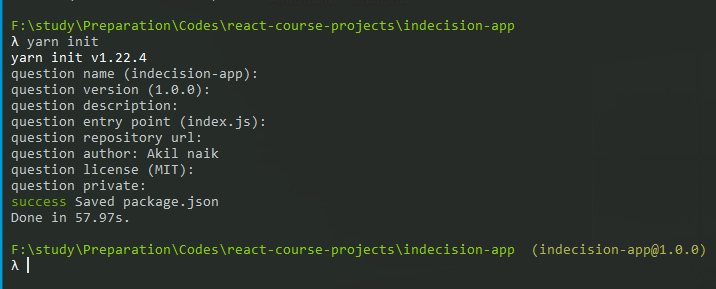 F:\study\Preparation\Codes\react-course-projects\indecision-app
λ yarn init
yarn init v1.22.4
question name (indecision-app):
question version (1.0.0):
question description:
question entry point (index.js):
question repository url:
question author: Akil naik
question license (MIT):
question private:
success Saved package.json
Done in 57.97s.
F:\study\Preparation\Codes\react-course-projects\indecision-app  (indecision-app@1.0.0)
λ